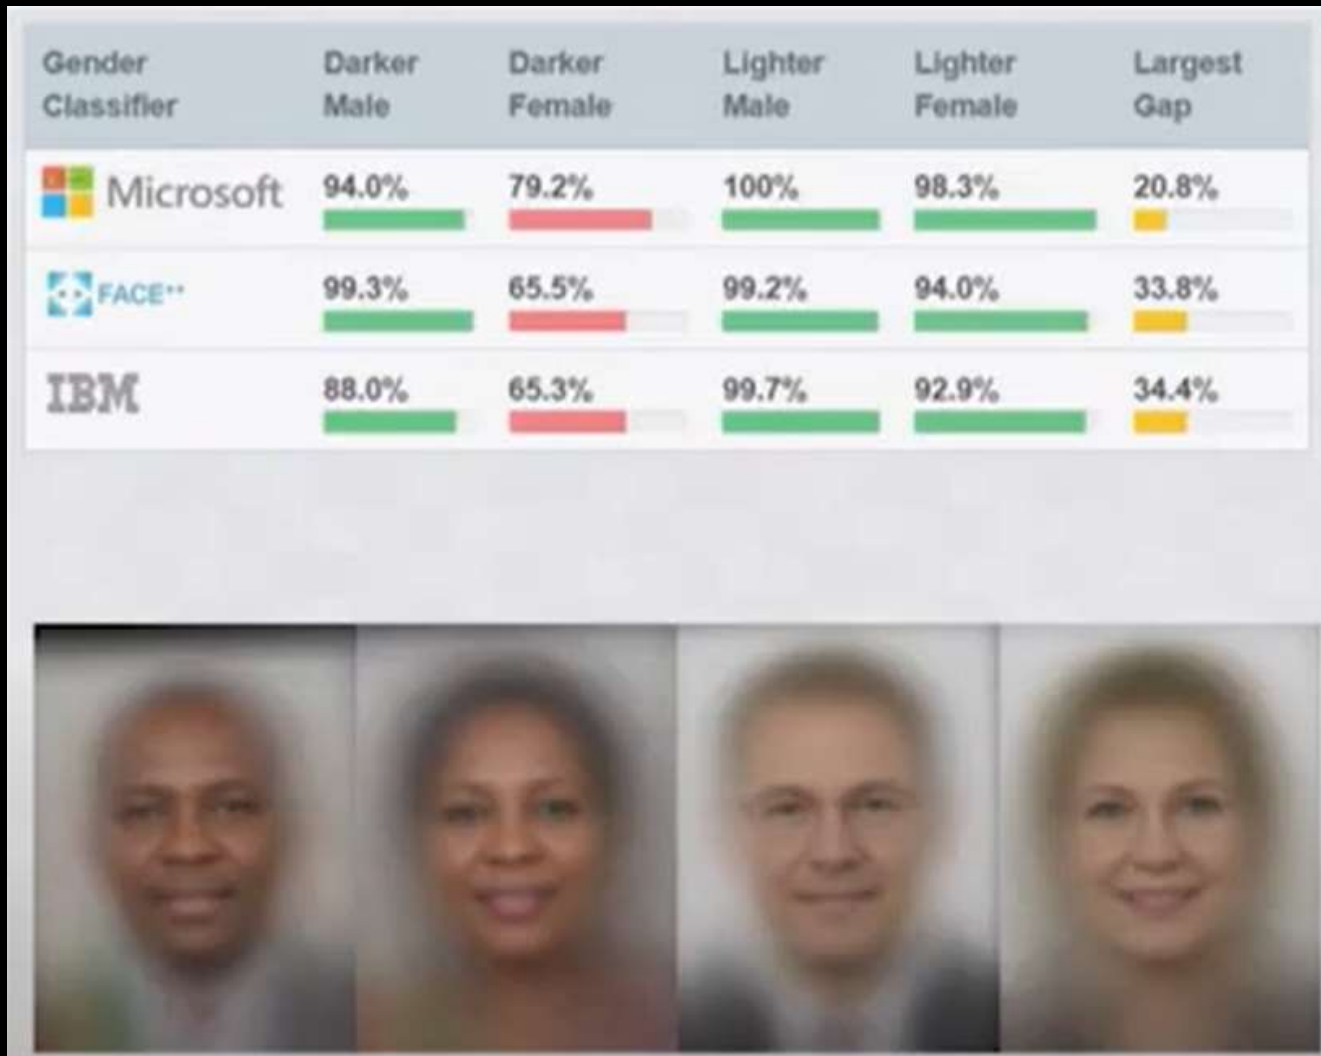 Gender Classifier Darker Male Darker Female Lighter Male Lighter Female Largest Gap
Microsoft 94.0% 79.2% 100% 98.3% 20.8%
FACE++ 99.3% 65.5% 99.2% 94.0% 33.8%
IBM 88.0% 65.3% 99.7% 92.9% 34.4%